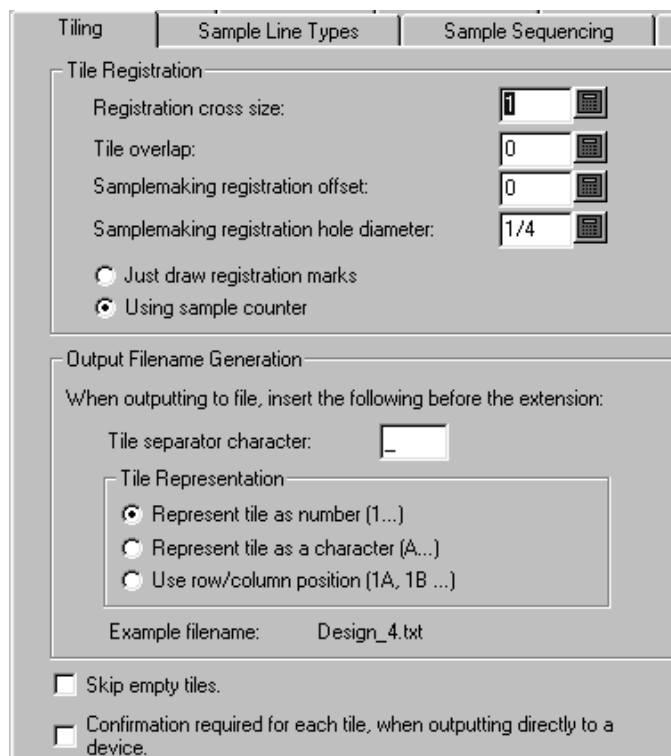 Tiling
Sample Line Types
Sample Sequencing
Tile Registration
Registration cross size: 1
Tile overlap: 0
Samplemaking registration offset: 0
Samplemaking registration hole diameter: 1/4
Just draw registration marks
Using sample counter
Output Filename Generation
When outputting to file, insert the following before the extension:
Tile separator character: _
Tile Representation
Represent tile as number (1...)
Represent tile as a character (A...)
Use row/column position (1A, 1B ...)
Example filename: Design_4.txt
Skip empty tiles.
Confirmation required for each tile, when outputting directly to a
device.